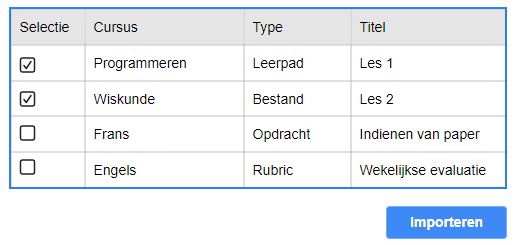 Selectie Cursus Type Titel
Programmeren Leerpad Les 1
Wiskunde Bestand Les 2
Frans Opdracht Indienen van paper
Engels Rubric Wekelijkse evaluatie
Importeren